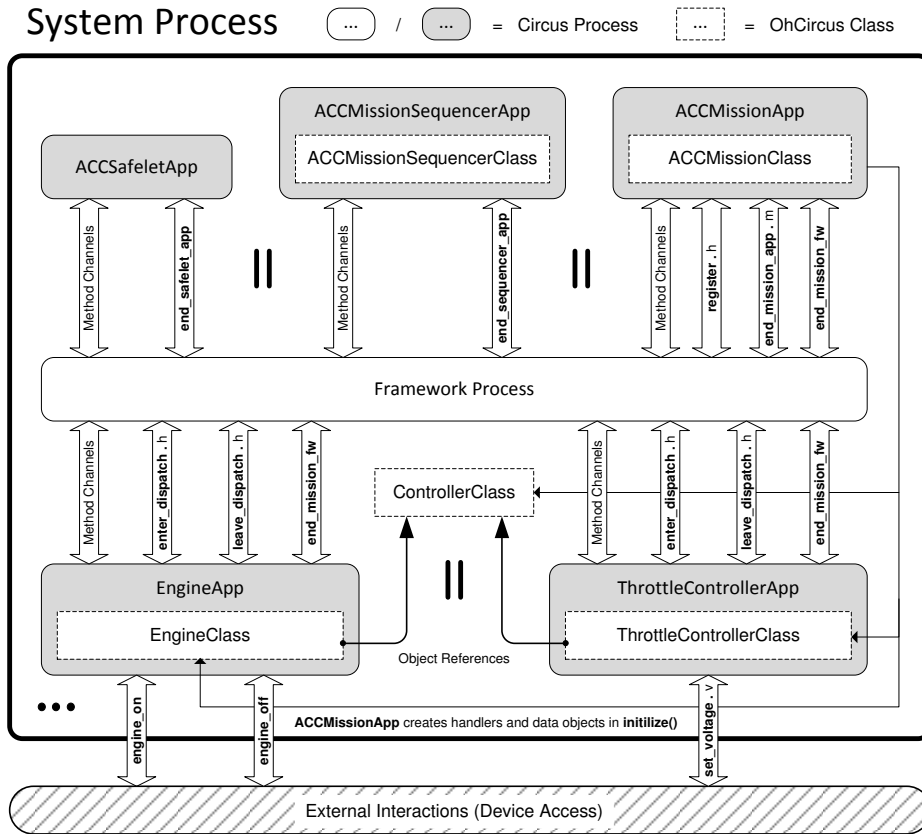 System Process
... / ... = Circus Process
... = OhCircus Class
ACCSafeletApp
ACCMissionSequencerApp
ACCMissionSequencerClass
ACCMissionApp
ACCMissionClass
Method Channels
end_safelet_app
Method Channels
end_sequencer_app
Method Channels
register . h
end_mission_app . m
end_mission_fw
Framework Process
Method Channels
enter_dispatch . h
leave_dispatch . h
end_mission_fw
ControllerClass
Method Channels
enter_dispatch . h
leave_dispatch . h
end_mission_fw
EngineApp
EngineClass
Object References
ThrottleControllerApp
ThrottleControllerClass
...
ACCMissionApp creates handlers and data objects in initilize()
engine_on
engine_off
set_voltage . v
External Interactions (Device Access)